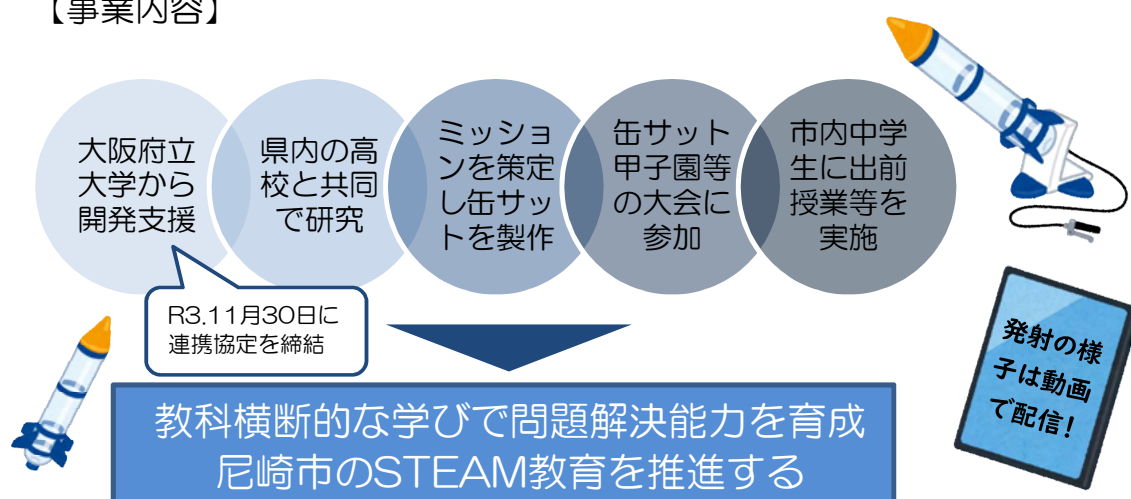 【事業内容】
大阪府立
大学から
開発支援
県内の高
校と共同
で研究
ミッショ
ンを策定
し缶サッ
トを製作
缶サット
甲子園等
の大会に
参加
市内中学
生に出前
授業等を
実施
R3.11月30日に
連携協定を締結
発射の様
子は動画
で配信!
教科横断的な学びで問題解決能力を育成
尼崎市のSTEAM教育を推進する